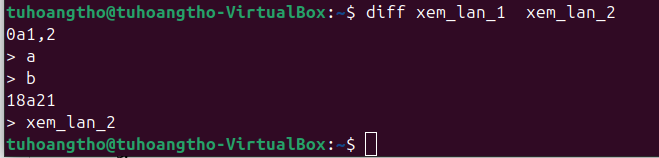 tuhoangtho@tuhoangtho-VirtualBox:~$ diff xem_lan_1  xem_lan_2
0a1,2
> a
> b
18a21
> xem_lan_2
tuhoangtho@tuhoangtho-VirtualBox:~$